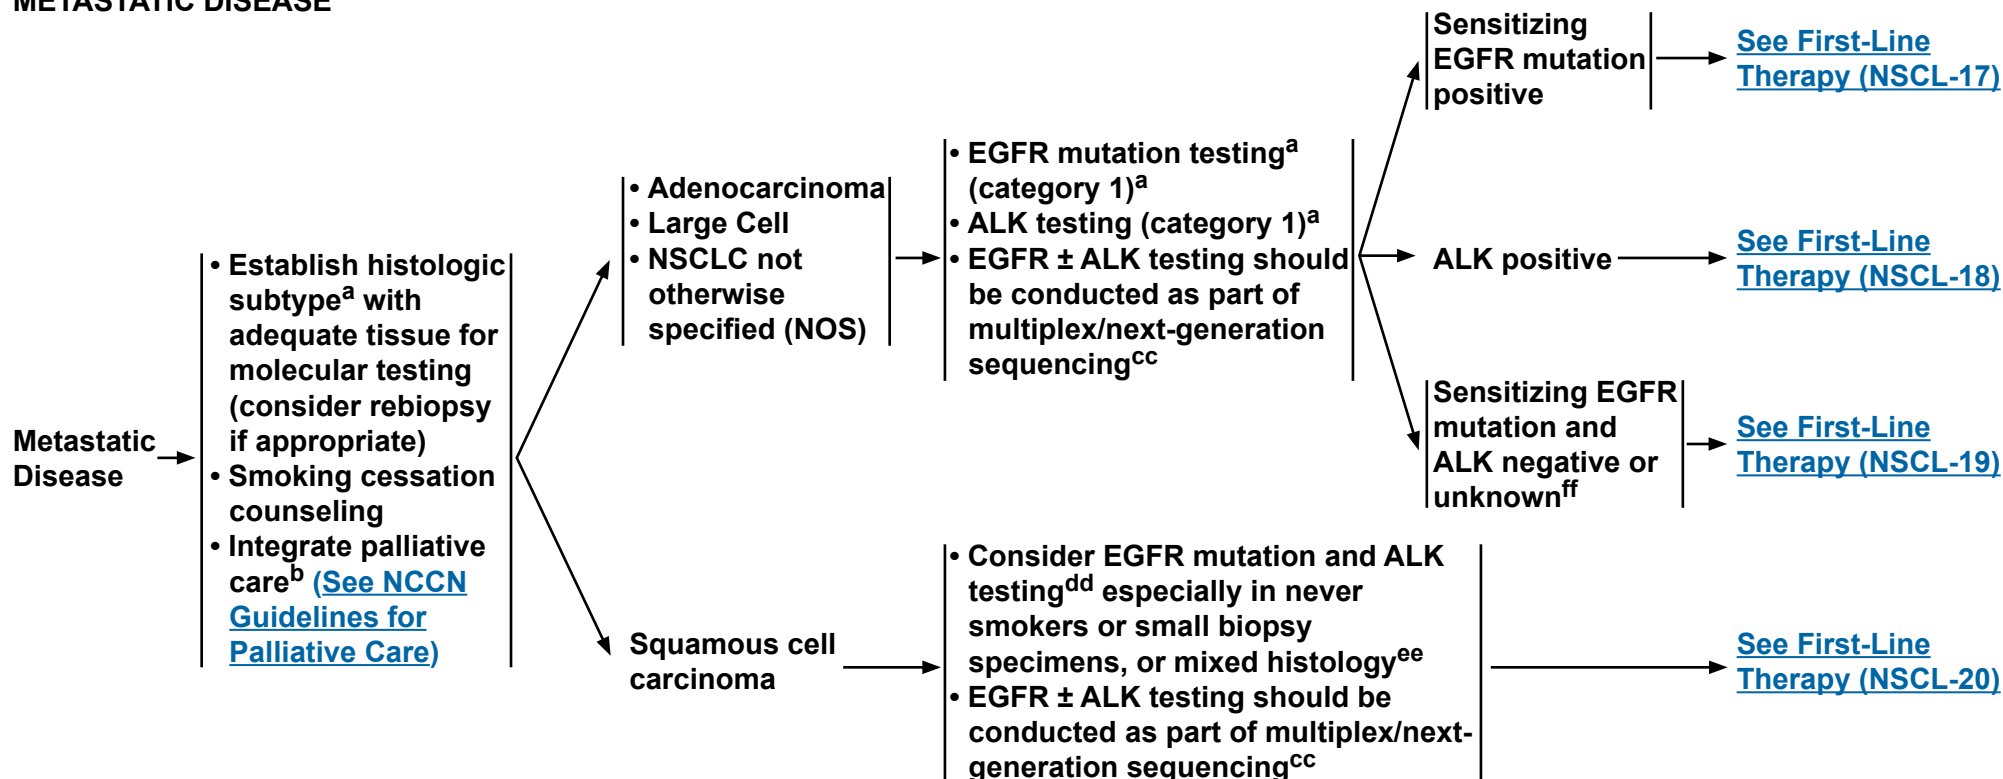 METASTATIC DISEASE
Metastatic
Disease
• Establish histologic
subtypeᵃ with
adequate tissue for
molecular testing
(consider rebiopsy
if appropriate)
• Smoking cessation
counseling
• Integrate palliative
careᵇ (See NCCN
Guidelines for
Palliative Care)
• Adenocarcinoma
• Large Cell
• NSCLC not
otherwise
specified (NOS)
• EGFR mutation testingᵃ
(category 1)ᵃ
• ALK testing (category 1)ᵃ
• EGFR ± ALK testing should
be conducted as part of
multiplex/next-generation
sequencingᶜᶜ
Sensitizing
EGFR mutation
positive
See First-Line
Therapy (NSCL-17)
ALK positive
See First-Line
Therapy (NSCL-18)
Sensitizing EGFR
mutation and
ALK negative or
unknownᶠᶠ
See First-Line
Therapy (NSCL-19)
Squamous cell
carcinoma
• Consider EGFR mutation and ALK
testingᵈᵈ especially in never
smokers or small biopsy
specimens, or mixed histologyᵉᵉ
• EGFR ± ALK testing should be
conducted as part of multiplex/next-
generation sequencingᶜᶜ
See First-Line
Therapy (NSCL-20)